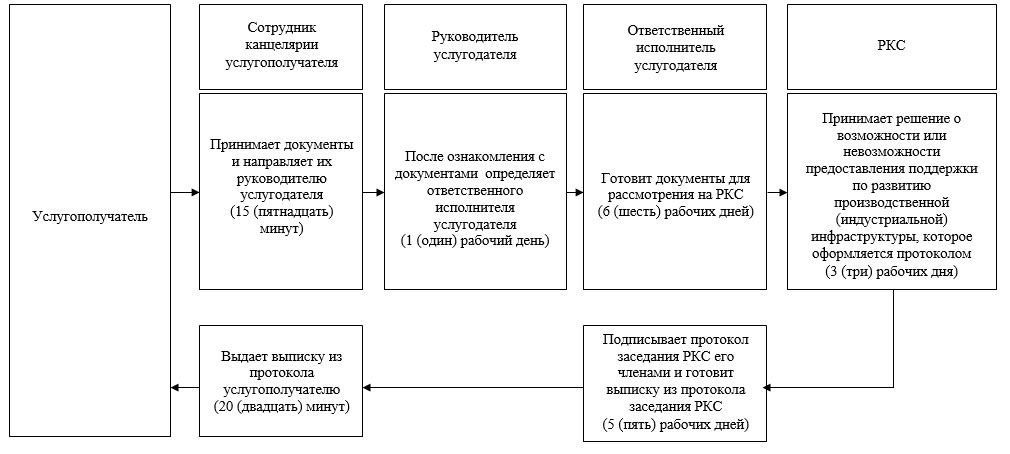 Услугополучатель
Сотрудник
канцелярии
услугополучателя
Руководитель
услугодателя
Ответственный
исполнитель
услугодателя
РКС
Принимает документы
и направляет их
руководителю
услугодателя
(15 (пятнадцать)
минут)
После ознакомления с
документами определяет
ответственного
исполнителя
услугодателя
(1 (один) рабочий день)
Готовит документы для
рассмотрения на РКС
(6 (шесть) рабочих дней)
Принимает решение о
возможности или
невозможности
предоставления поддержки
по развитию
производственной
(индустриальной)
инфраструктуры, которое
оформляется протоколом
(3 (три) рабочих дня)
Подписывает протокол
заседания РКС его
членами и готовит
выписку из протокола
заседания РКС
(5 (пять) рабочих дней)
Выдает выписку из
протокола
услугополучателю
(20 (двадцать) минут)